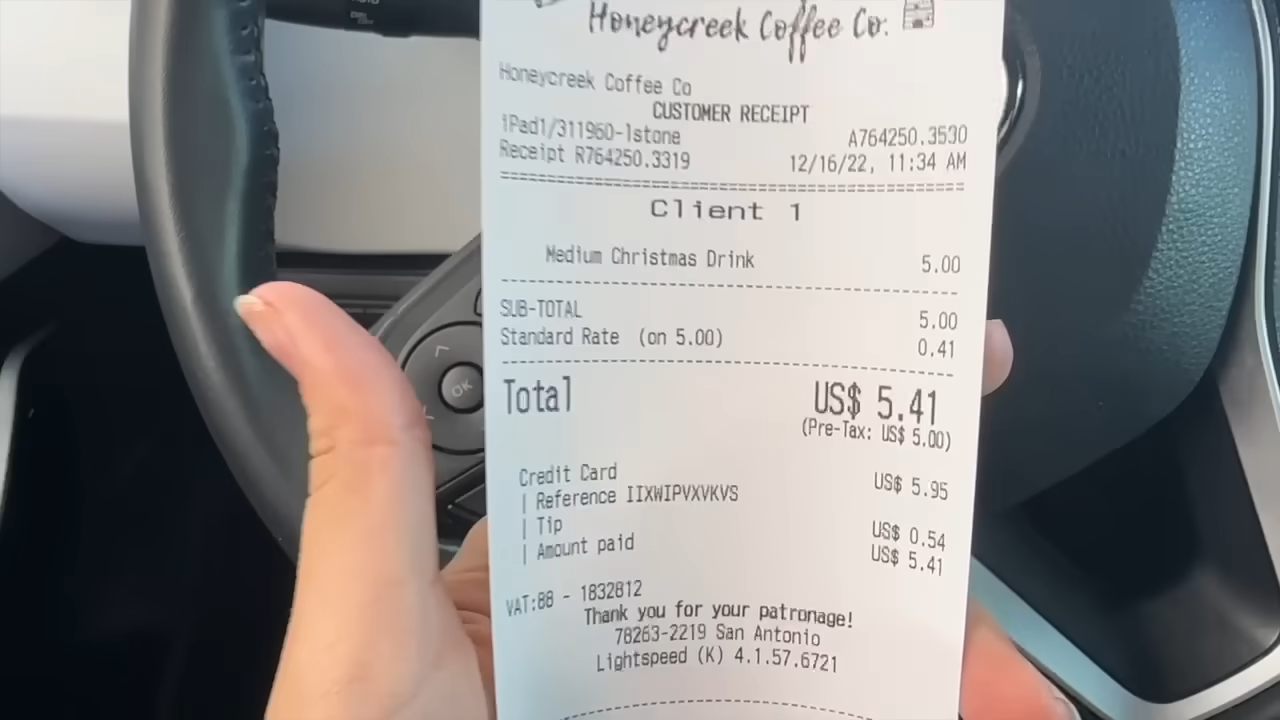 Honeycreek Coffee Co.
Honeycreek Coffee Co
CUSTOMER RECEIPT
iPad1/311960-1stone A764250.3530
Receipt R764250.3319 12/16/22, 11:34 AM
Client 1
Medium Christmas Drink 5.00
SUB-TOTAL 5.00
Standard Rate (on 5.00) 0.41
Total US$ 5.41
(Pre-Tax: US$ 5.00)
Credit Card US$ 5.95
| Reference IIXWIPVXVKVS
| Tip US$ 0.54
| Amount paid US$ 5.41
VAT:88 - 1832812
Thank you for your patronage!
78263-2219 San Antonio
Lightspeed (K) 4.1.57.6721
OK